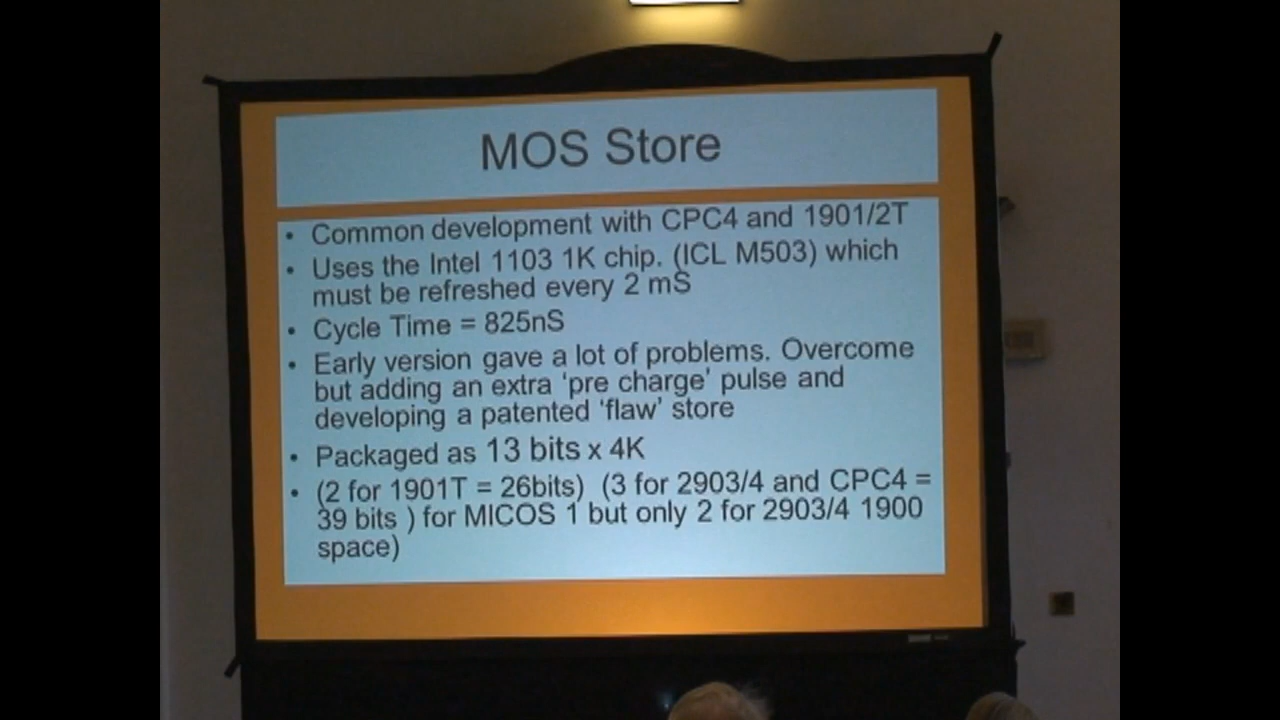 MOS Store
• Common development with CPC4 and 1901/2T
• Uses the Intel 1103 1K chip. (ICL M503) which
must be refreshed every 2 mS
• Cycle Time = 825nS
• Early version gave a lot of problems. Overcome
but adding an extra ‘pre charge’ pulse and
developing a patented ‘flaw’ store
• Packaged as 13 bits x 4K
• (2 for 1901T = 26bits) (3 for 2903/4 and CPC4 =
39 bits ) for MICOS 1 but only 2 for 2903/4 1900
space)